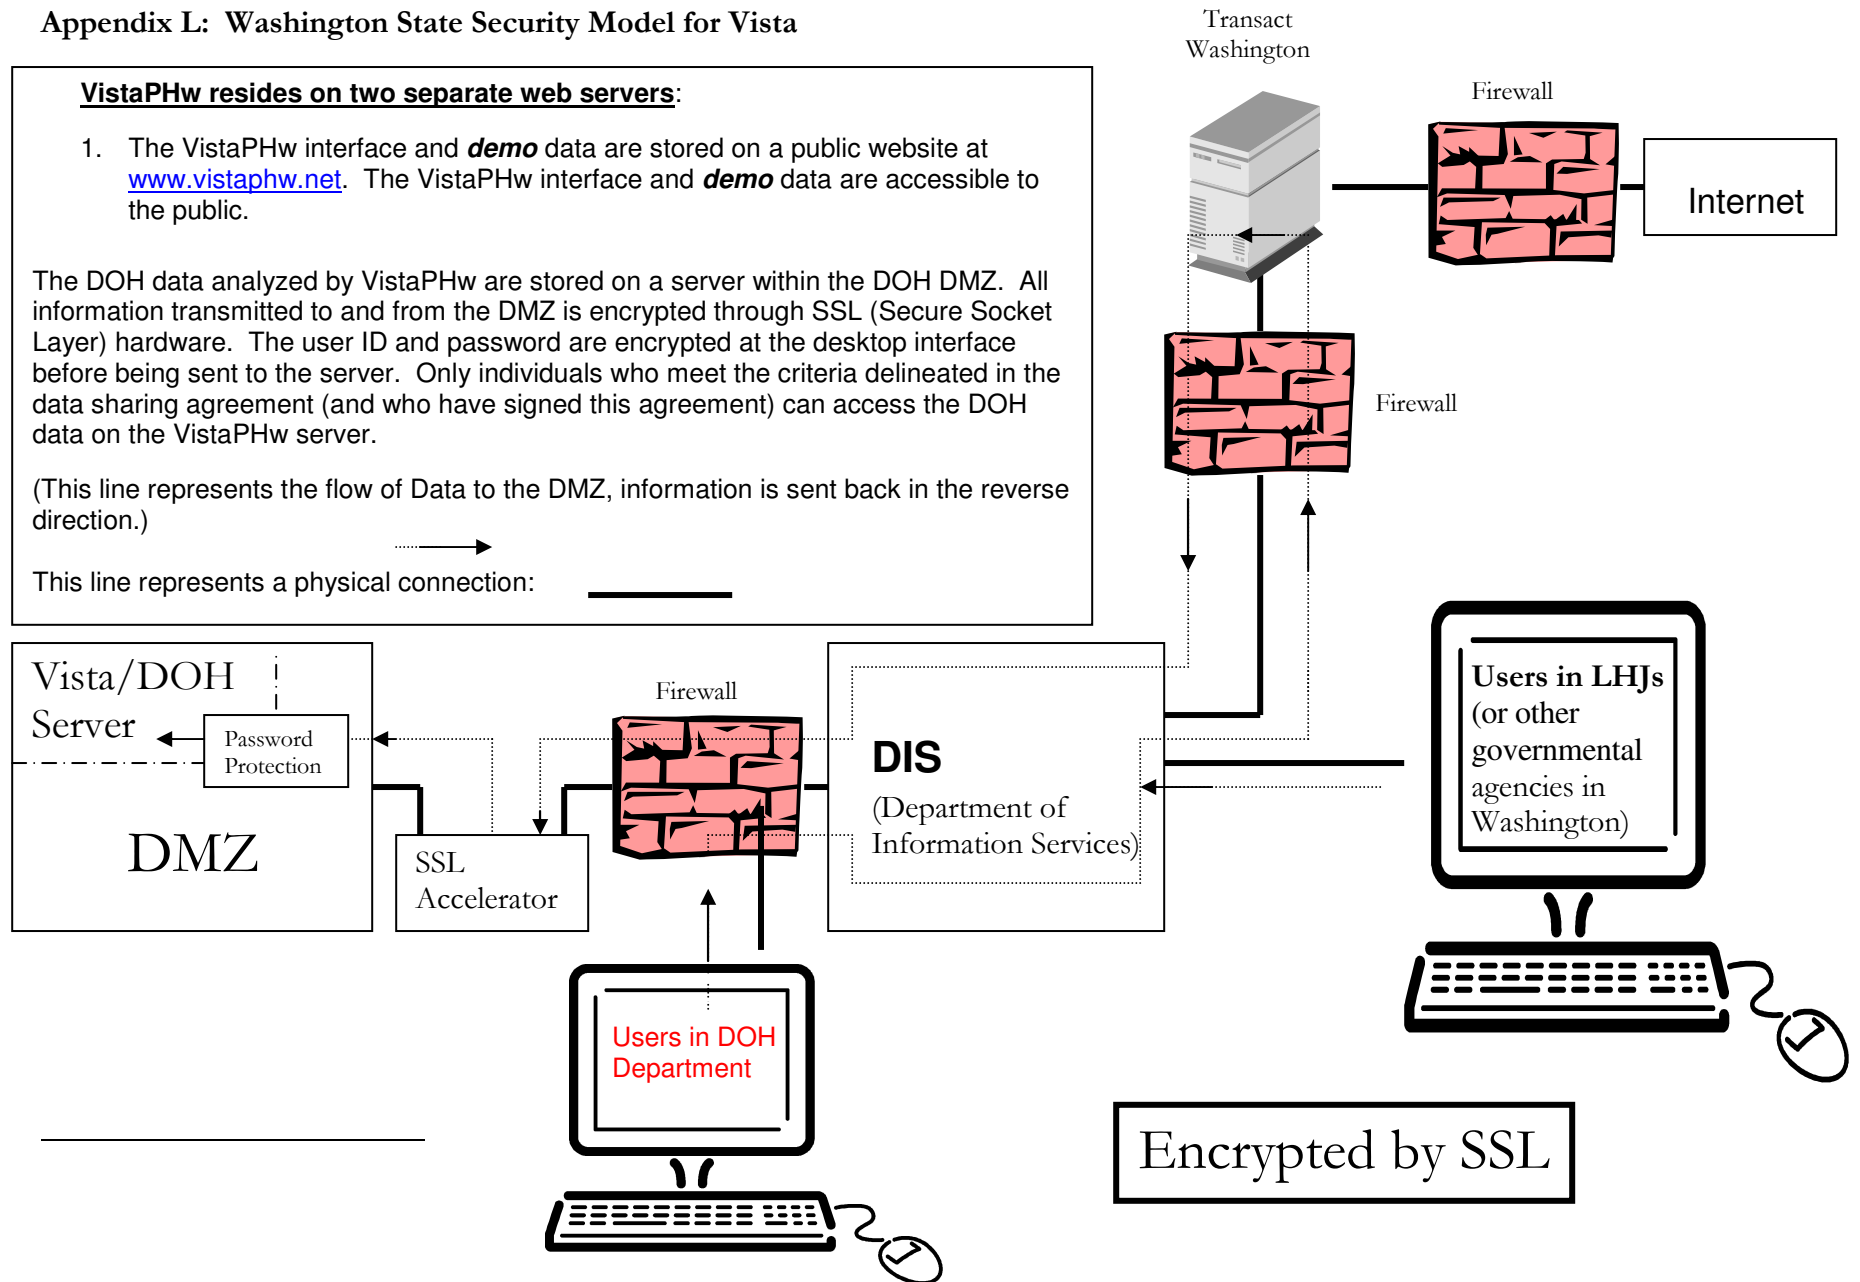 Appendix L: Washington State Security Model for Vista
Transact
Washington
VistaPHw resides on two separate web servers:
1. The VistaPHw interface and demo data are stored on a public website at
www.vistaphw.net. The VistaPHw interface and demo data are accessible to
the public.
The DOH data analyzed by VistaPHw are stored on a server within the DOH DMZ. All
information transmitted to and from the DMZ is encrypted through SSL (Secure Socket
Layer) hardware. The user ID and password are encrypted at the desktop interface
before being sent to the server. Only individuals who meet the criteria delineated in the
data sharing agreement (and who have signed this agreement) can access the DOH
data on the VistaPHw server.
(This line represents the flow of Data to the DMZ, information is sent back in the reverse
direction.)
This line represents a physical connection:
Firewall
Internet
Firewall
Vista/DOH
Server
Password
Protection
DMZ
SSL
Accelerator
Firewall
DIS
(Department of
Information Services)
Users in LHJs
(or other
governmental
agencies in
Washington)
Users in DOH
Department
Encrypted by SSL